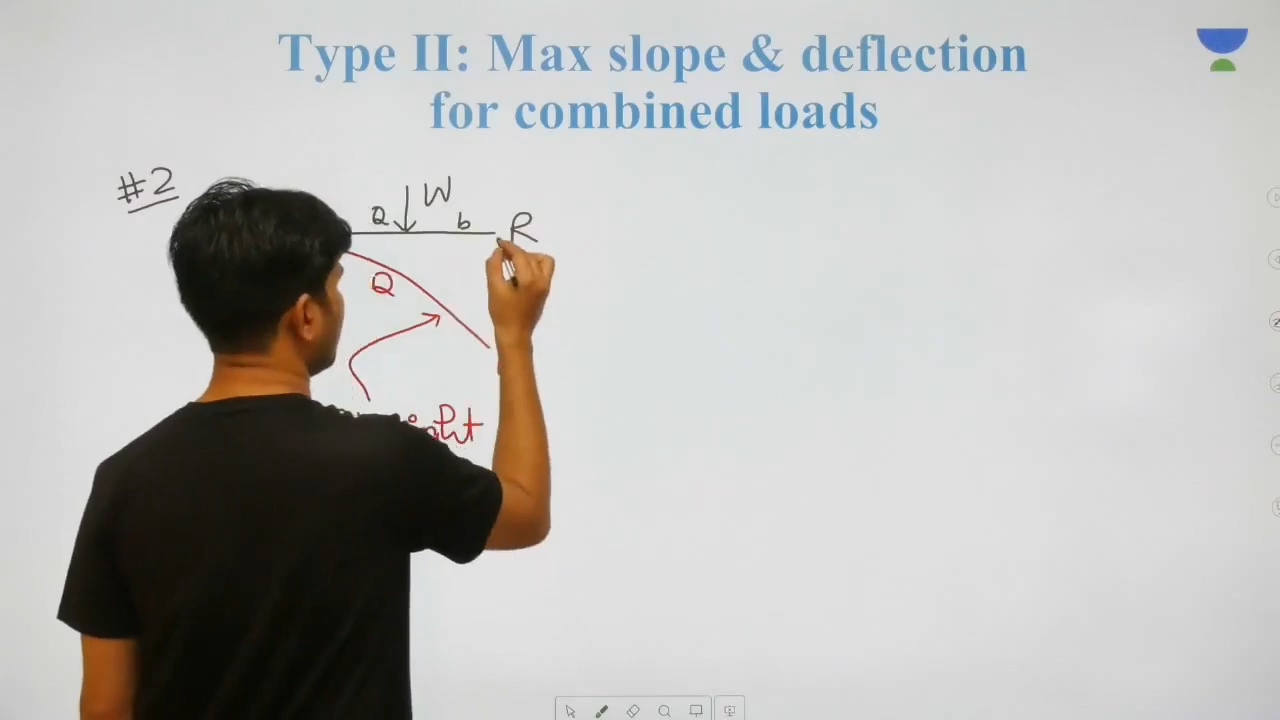 Type II: Max slope & deflection
for combined loads
#2
W
Q b R
Q